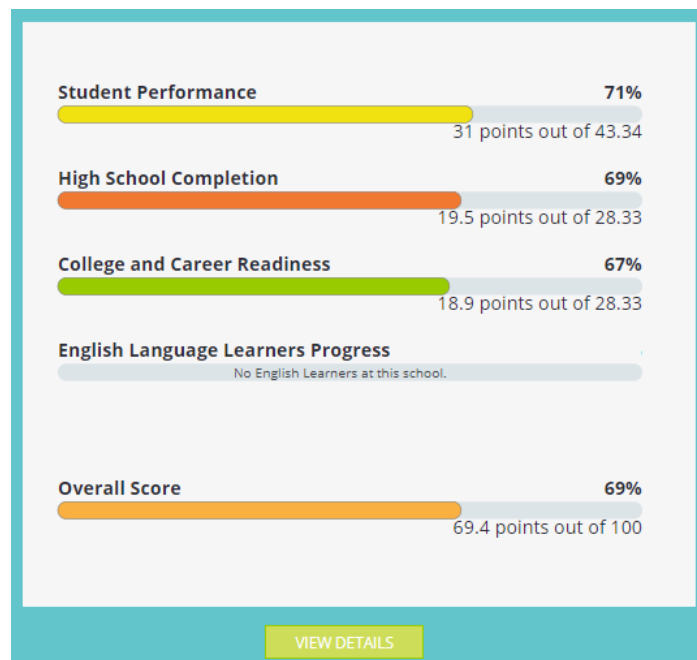 Student Performance 71%
31 points out of 43.34
High School Completion 69%
19.5 points out of 28.33
College and Career Readiness 67%
18.9 points out of 28.33
English Language Learners Progress
No English Learners at this school.
Overall Score 69%
69.4 points out of 100
VIEW DETAILS